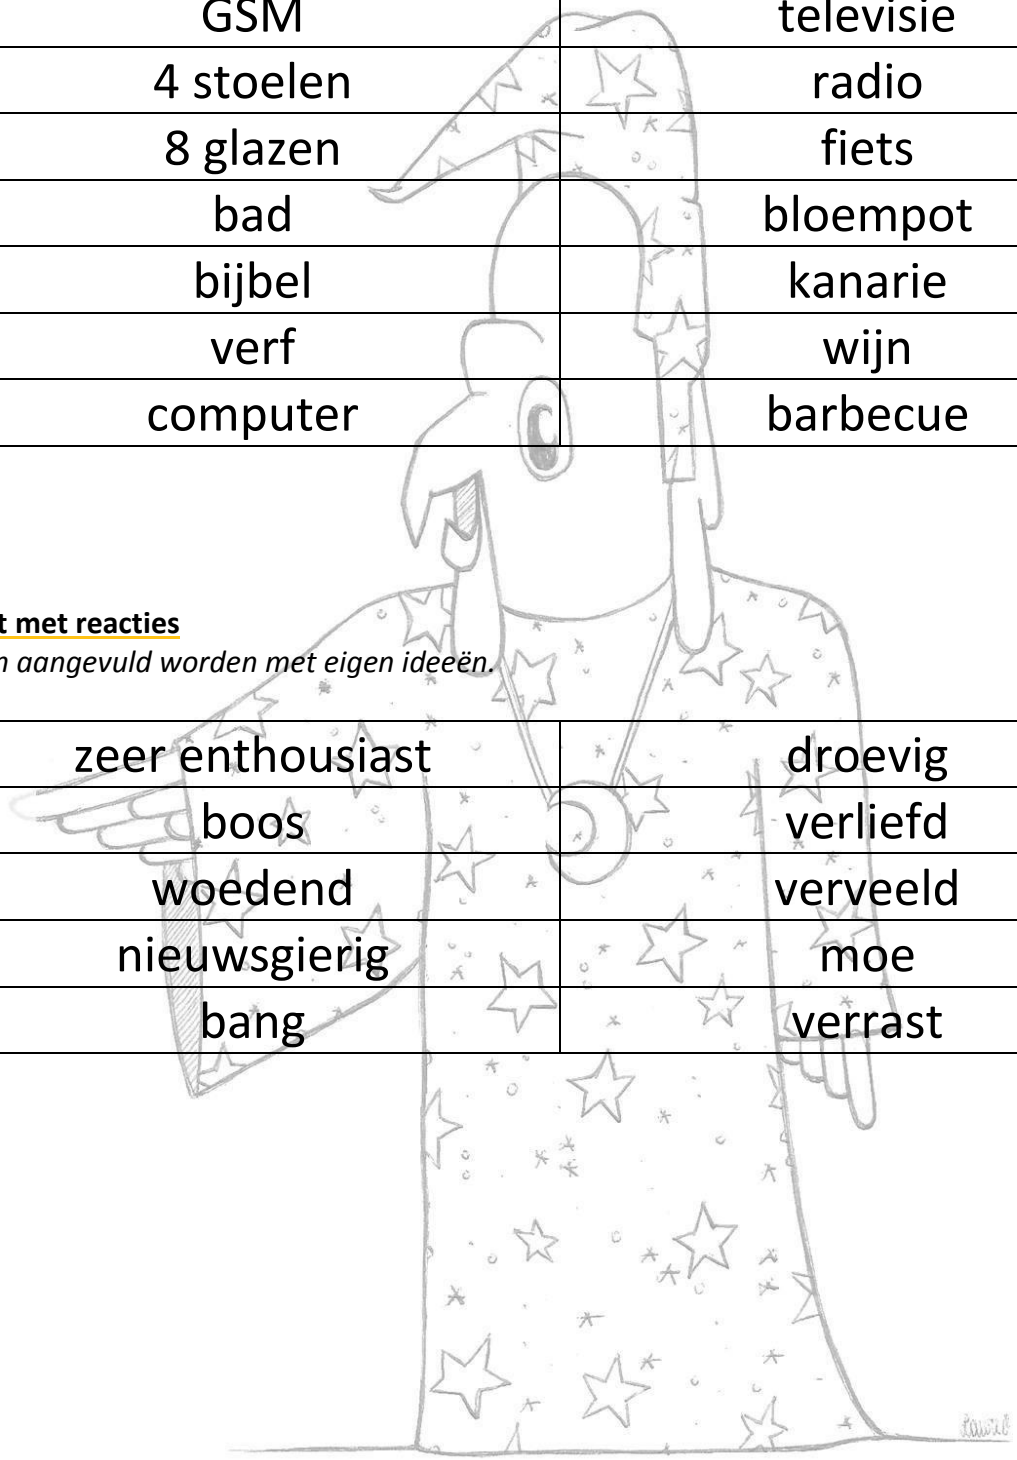 GSM televisie
4 stoelen radio
8 glazen fiets
bad bloempot
bijbel kanarie
verf wijn
computer barbecue
t met reacties
n aangevuld worden met eigen ideeën.
zeer enthousiast droevig
boos verliefd
woedend verveeld
nieuwsgierig moe
bang verrast